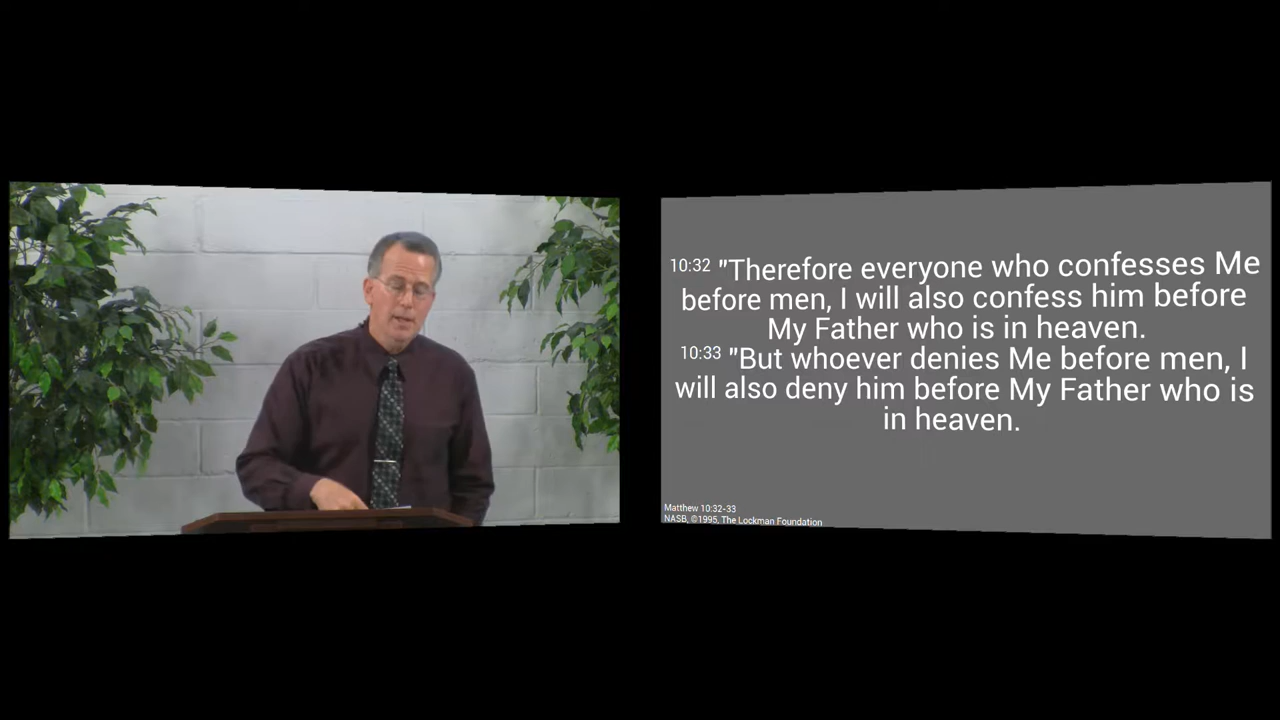 10:32 "Therefore everyone who confesses Me
before men, I will also confess him before
My Father who is in heaven.
10:33 "But whoever denies Me before men, I
will also deny him before My Father who is
in heaven.
Matthew 10:32-33
NASB, ©1995, The Lockman Foundation